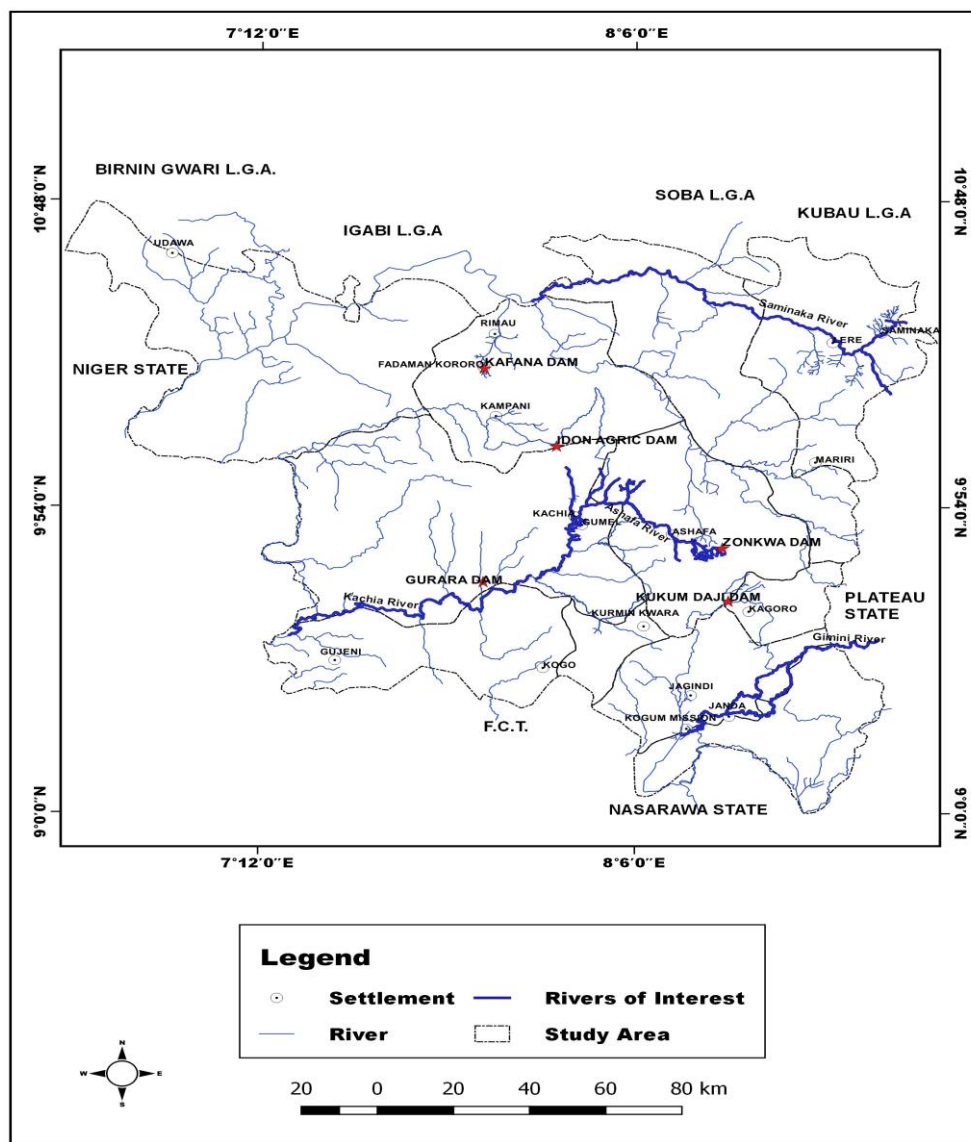 7°12'0"E
8°6'0"E
BIRNIN GWARI L.G.A.
SOBA L.G.A
KUBAU L.G.A
IGABI L.G.A
10°48'0"N
10°48'0"N
UDAWA
Saminaka River
SAMINAKA
RIMAU
LERE
NIGER STATE
FADAMAN KORORO
KAFANA DAM
KAMPANI
IDON AGRIC DAM
MARIRI
9°54'0"N
9°54'0"N
KACHIA
GUMEL
Ashafa River
ASHAFA
ZONKWA DAM
GURARA DAM
Kachia River
KUKUM DAJI DAM
KAGORO
KURMIN KWARA
PLATEAU
STATE
Gimini River
GUJENI
KOGO
JAGINDI
JANDA
KOGUM MISSION
F.C.T.
NASARAWA STATE
9°0'0"N
9°0'0"N
7°12'0"E
8°6'0"E
Legend
Settlement
Rivers of Interest
River
Study Area
N
W
E
S
20 0 20 40 60 80 km